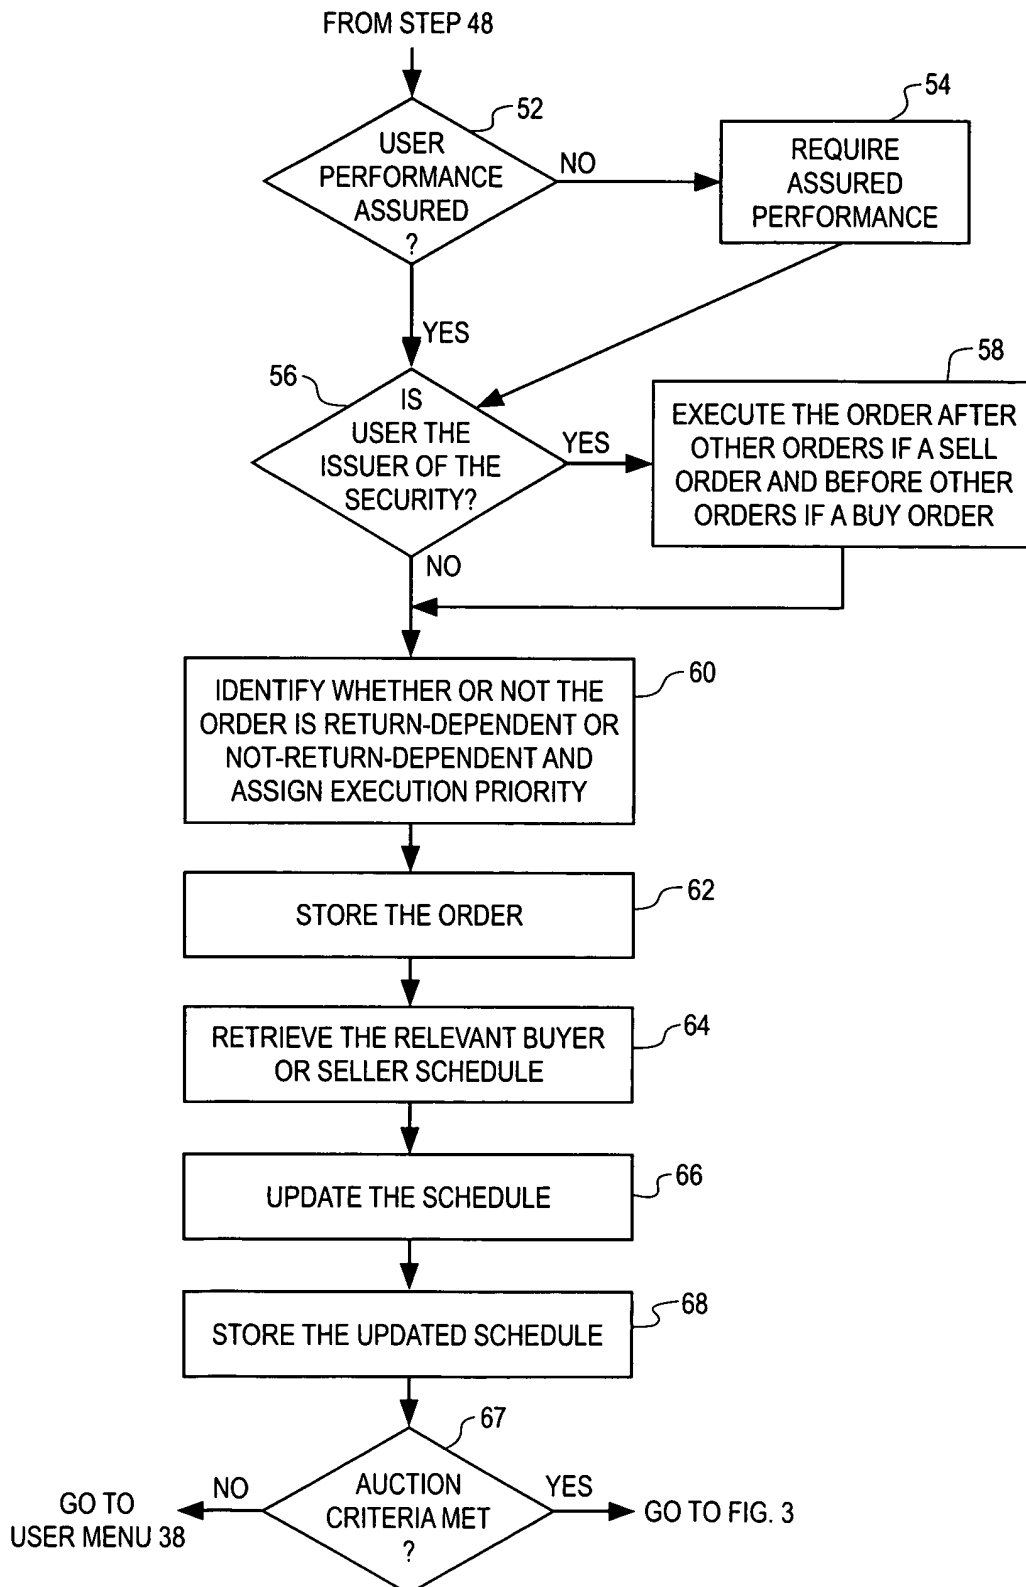 FROM STEP 48
52
USER
PERFORMANCE
ASSURED
?
NO
54
REQUIRE
ASSURED
PERFORMANCE
YES
56
IS
USER THE
ISSUER OF THE
SECURITY?
YES
58
EXECUTE THE ORDER AFTER
OTHER ORDERS IF A SELL
ORDER AND BEFORE OTHER
ORDERS IF A BUY ORDER
NO
60
IDENTIFY WHETHER OR NOT THE
ORDER IS RETURN-DEPENDENT OR
NOT-RETURN-DEPENDENT AND
ASSIGN EXECUTION PRIORITY
62
STORE THE ORDER
64
RETRIEVE THE RELEVANT BUYER
OR SELLER SCHEDULE
66
UPDATE THE SCHEDULE
68
STORE THE UPDATED SCHEDULE
67
AUCTION
CRITERIA MET
?
NO
GO TO
USER MENU 38
YES
GO TO FIG. 3